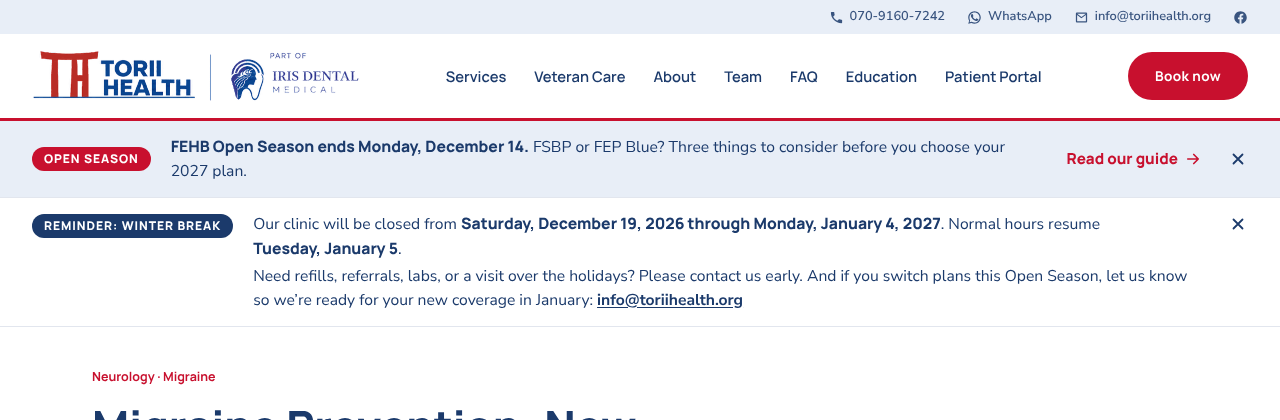 070-9160-7242 WhatsApp info@toriihealth.org
TORII HEALTH
PART OF
IRIS DENTAL
MEDICAL
Services Veteran Care About Team FAQ Education Patient Portal
Book now
OPEN SEASON
FEHB Open Season ends Monday, December 14. FSBP or FEP Blue? Three things to consider before you choose your
2027 plan.
Read our guide →
REMINDER: WINTER BREAK
Our clinic will be closed from Saturday, December 19, 2026 through Monday, January 4, 2027. Normal hours resume
Tuesday, January 5.
Need refills, referrals, labs, or a visit over the holidays? Please contact us early. And if you switch plans this Open Season, let us know
so we’re ready for your new coverage in January: info@toriihealth.org
Neurology · Migraine
Migraine Prevention, Now